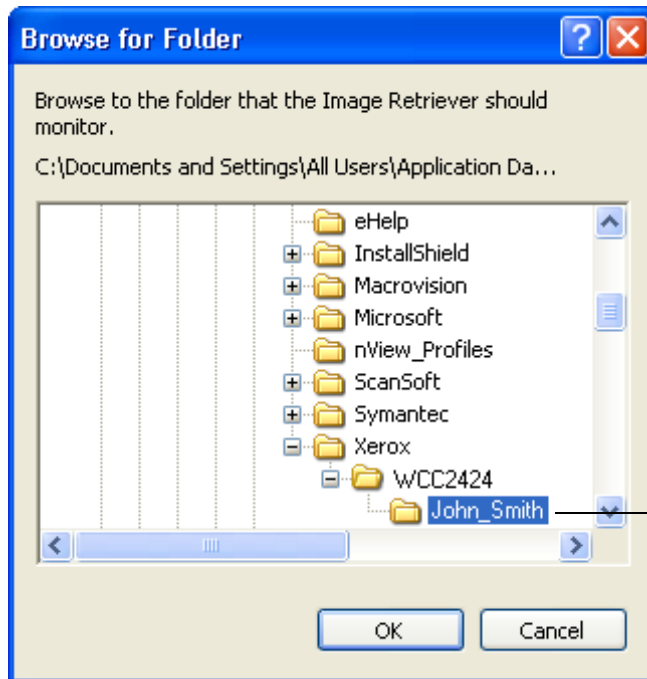 Browse for Folder
Browse to the folder that the Image Retriever should
monitor.
C:\Documents and Settings\All Users\Application Da...
eHelp
InstallShield
Macrovision
Microsoft
nView_Profiles
ScanSoft
Symantec
Xerox
WCC2424
John_Smith
OK Cancel